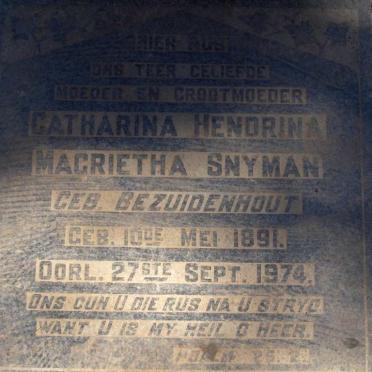 HIER RUS
ONS TEER GELIEFDE
MOEDER EN GROOTMOEDER
CATHARINA HENDRINA
MAGRIETHA SNYMAN
GEB. BEZUIDENHOUT
GEB. 10DE MEI 1891.
OORL. 27STE SEPT. 1974.
ONS GUN U DIE RUS NA U STRYD
WANT U IS MY HEIL O HEER.